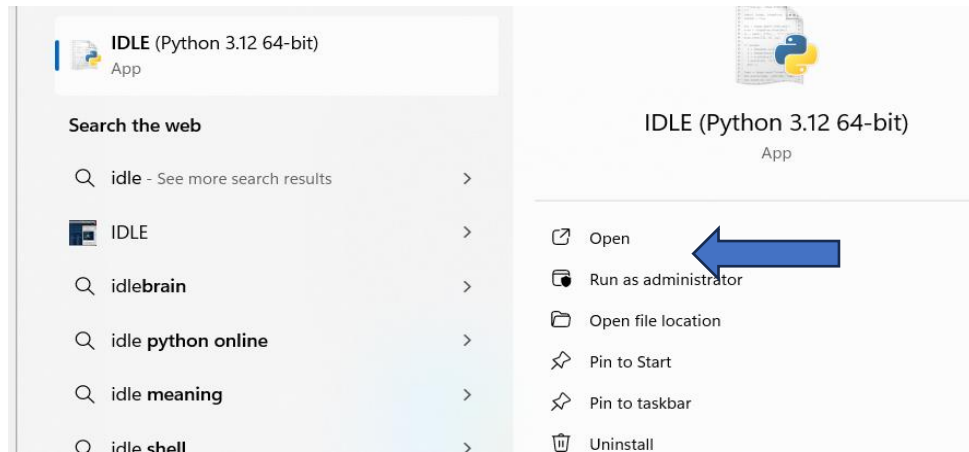 IDLE (Python 3.12 64-bit)
App
Search the web
idle - See more search results
IDLE
idlebrain
idle python online
idle meaning
idle shell
IDLE (Python 3.12 64-bit)
App
Open
Run as administrator
Open file location
Pin to Start
Pin to taskbar
Uninstall